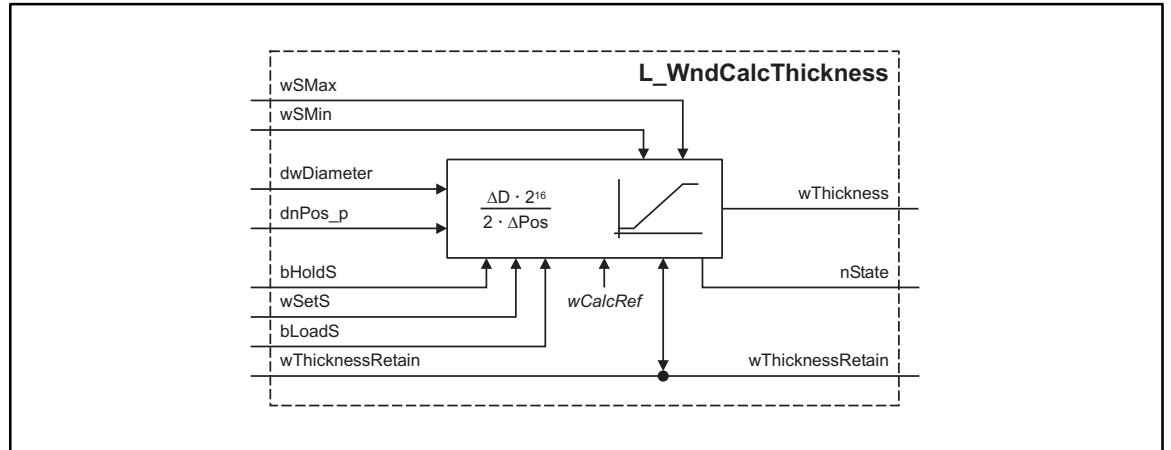 L_WndCalcThickness
wSMax
wSMin
dwDiameter
dnPos_p
ΔD · 2¹⁶
2 · ΔPos
wThickness
bHoldS
wSetS
bLoadS
wCalcRef
nState
wThicknessRetain
wThicknessRetain